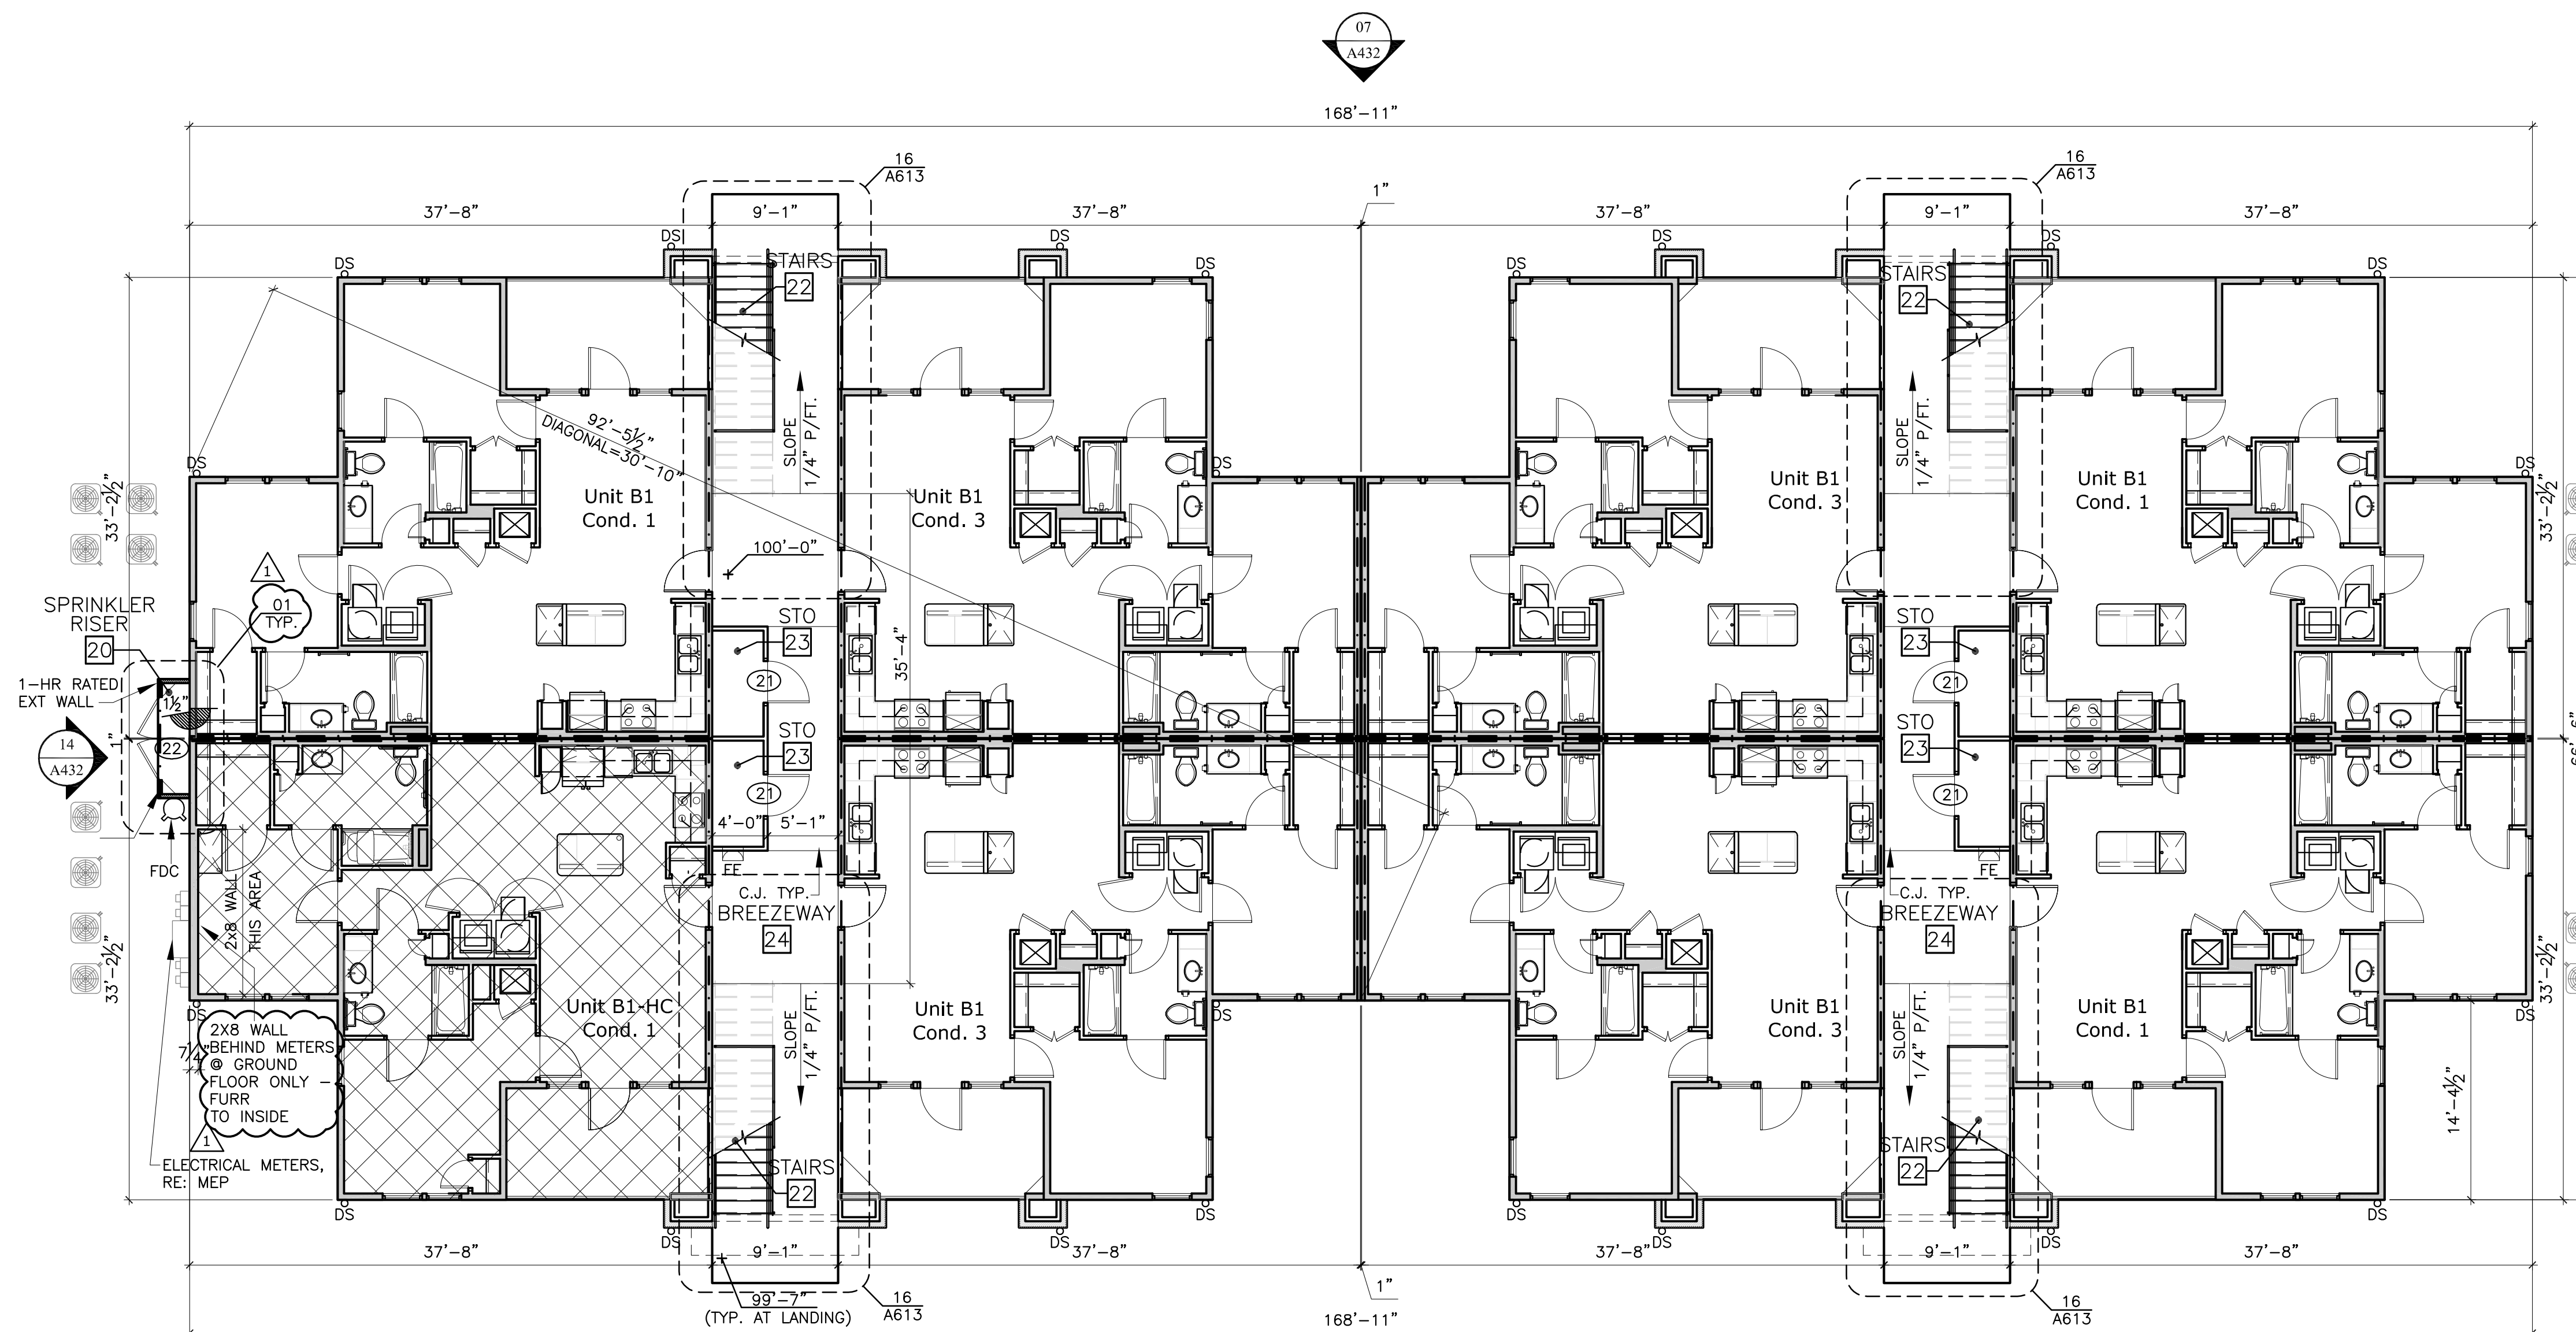 07
A432
168'-11"
16
A613
16
A613
1"
37'-8"
9'-1"
37'-8"
37'-8"
9'-1"
37'-8"
DS
DS
DS
DS
DS
DS
DS
DS
STAIRS
22
STAIRS
22
92'-5½"
DIAGONAL=30'-10"
SLOPE
1/4" P/FT.
SLOPE
1/4" P/FT.
DS
DS
DS
33'-2½"
Unit B1
Cond. 1
Unit B1
Cond. 3
Unit B1
Cond. 3
Unit B1
Cond. 1
33'-2½"
100'-0"
1
01
TYP.
SPRINKLER
RISER
20
STO
23
35'-4"
STO
23
1-HR RATED
EXT WALL
1½"
21
21
STO
23
STO
23
14
A432
1"
22
21
21
4'-0"
5'-1"
FDC
FE
FE
2x8 WALL
THIS AREA
C.J. TYP.
BREEZEWAY
24
C.J. TYP.
BREEZEWAY
24
33'-2½"
33'-2½"
DS
DS
DS
Unit B1-HC
Cond. 1
Unit B1
Cond. 3
Unit B1
Cond. 3
Unit B1
Cond. 1
SLOPE
1/4" P/FT.
SLOPE
1/4" P/FT.
7¼"
2X8 WALL
BEHIND METERS
@ GROUND
FLOOR ONLY -
FURR
TO INSIDE
1
14'-4½"
ELECTRICAL METERS,
RE: MEP
STAIRS
22
STAIRS
22
DS
DS
DS
DS
DS
DS
DS
DS
37'-8"
9'-1"
37'-8"
37'-8"
9'-1"
37'-8"
99'-7"
(TYP. AT LANDING)
16
A613
1"
168'-11"
16
A613